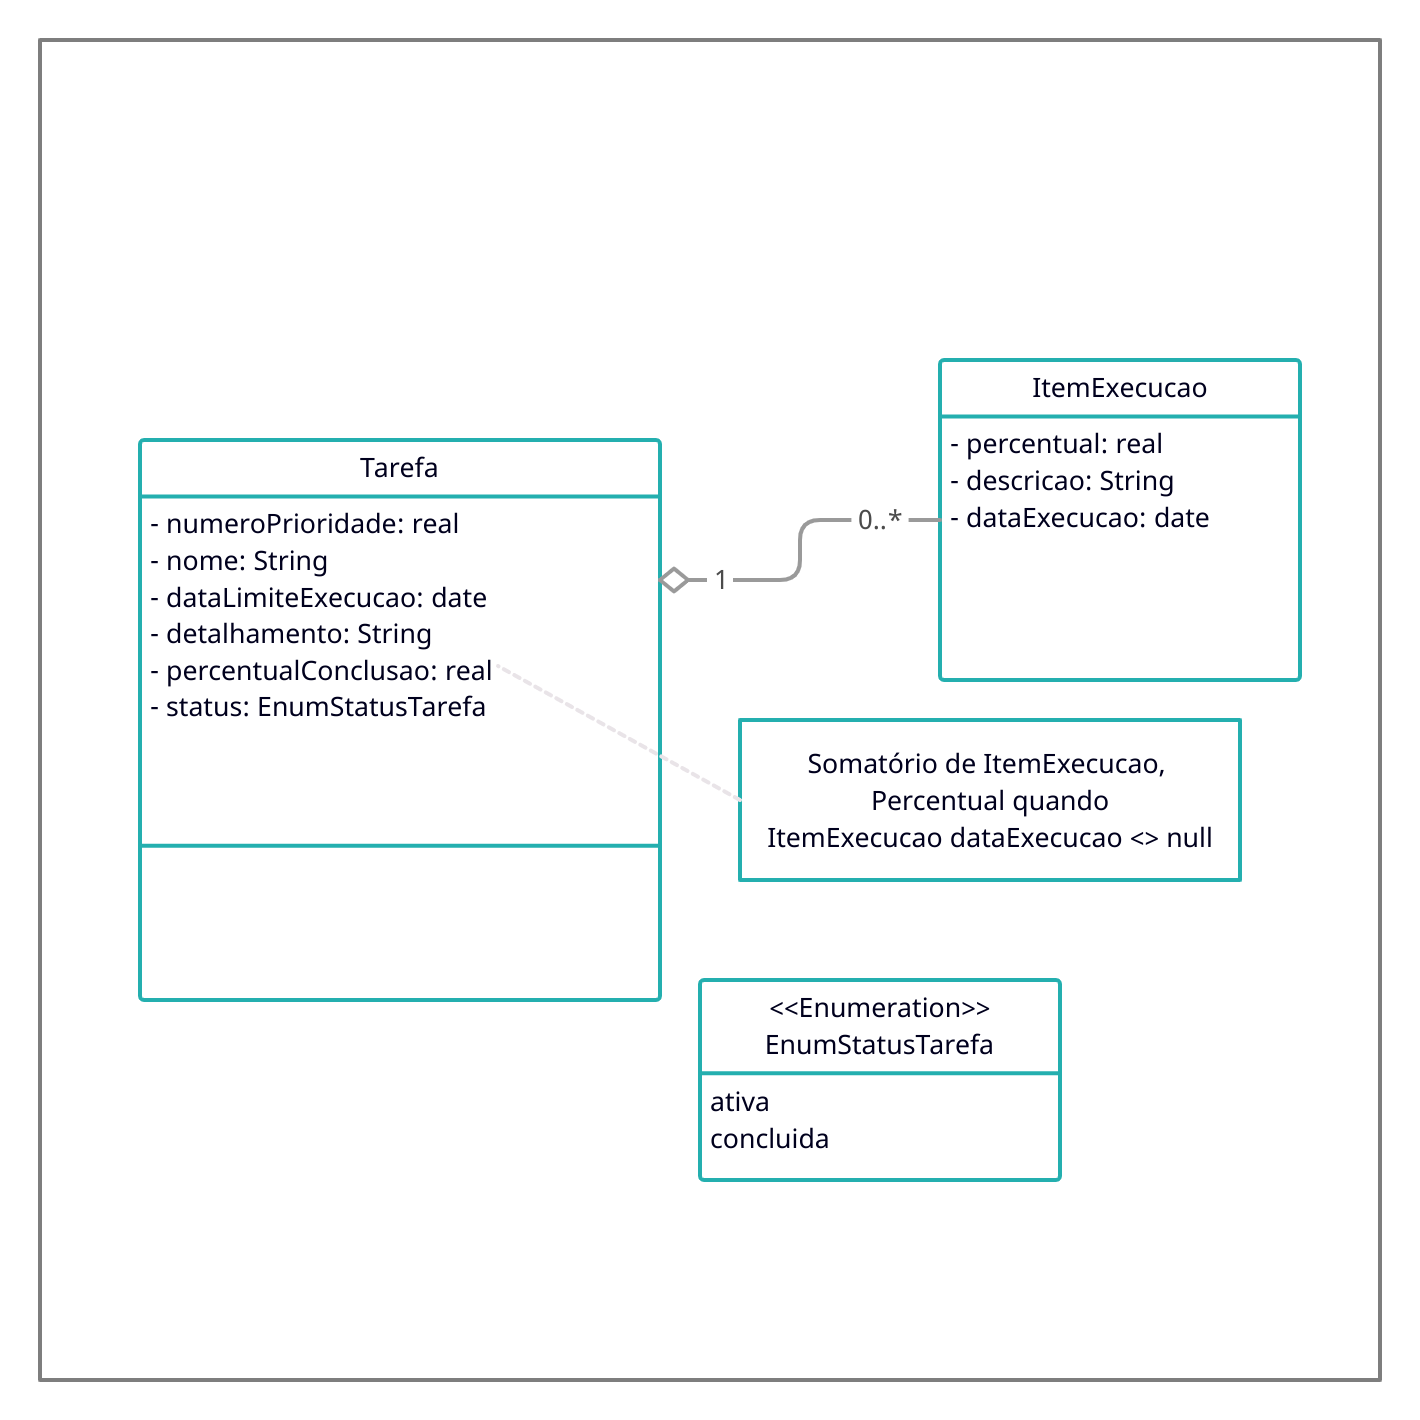 Tarefa
- numeroPrioridade: real
- nome: String
- dataLimiteExecucao: date
- detalhamento: String
- percentualConclusao: real
- status: EnumStatusTarefa
1
0..*
ItemExecucao
- percentual: real
- descricao: String
- dataExecucao: date
Somatório de ItemExecucao,
Percentual quando
ItemExecucao dataExecucao <> null
<<Enumeration>>
EnumStatusTarefa
ativa
concluida